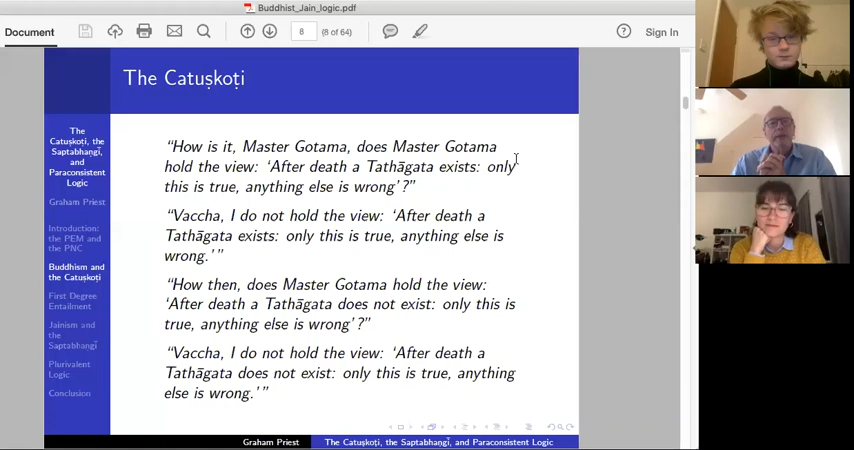 Buddhist_Jain_logic.pdf
Document
8
(8 of 64)
Sign In
The Catuṣkoṭi
The
Catuṣkoṭi, the
Saptabhaṅgī,
and
Paraconsistent
Logic
Graham Priest
Introduction:
the PEM and
the PNC
Buddhism and
the Catuṣkoṭi
First Degree
Entailment
Jainism and
the
Saptabhaṅgī
Plurivalent
Logic
Conclusion
“How is it, Master Gotama, does Master Gotama
hold the view: ‘After death a Tathāgata exists: only
this is true, anything else is wrong’?”
“Vaccha, I do not hold the view: ‘After death a
Tathāgata exists: only this is true, anything else is
wrong.’”
“How then, does Master Gotama hold the view:
‘After death a Tathāgata does not exist: only this is
true, anything else is wrong’?”
“Vaccha, I do not hold the view: ‘After death a
Tathāgata does not exist: only this is true, anything
else is wrong.’”
Graham Priest
The Catuṣkoṭi, the Saptabhaṅgī, and Paraconsistent Logic